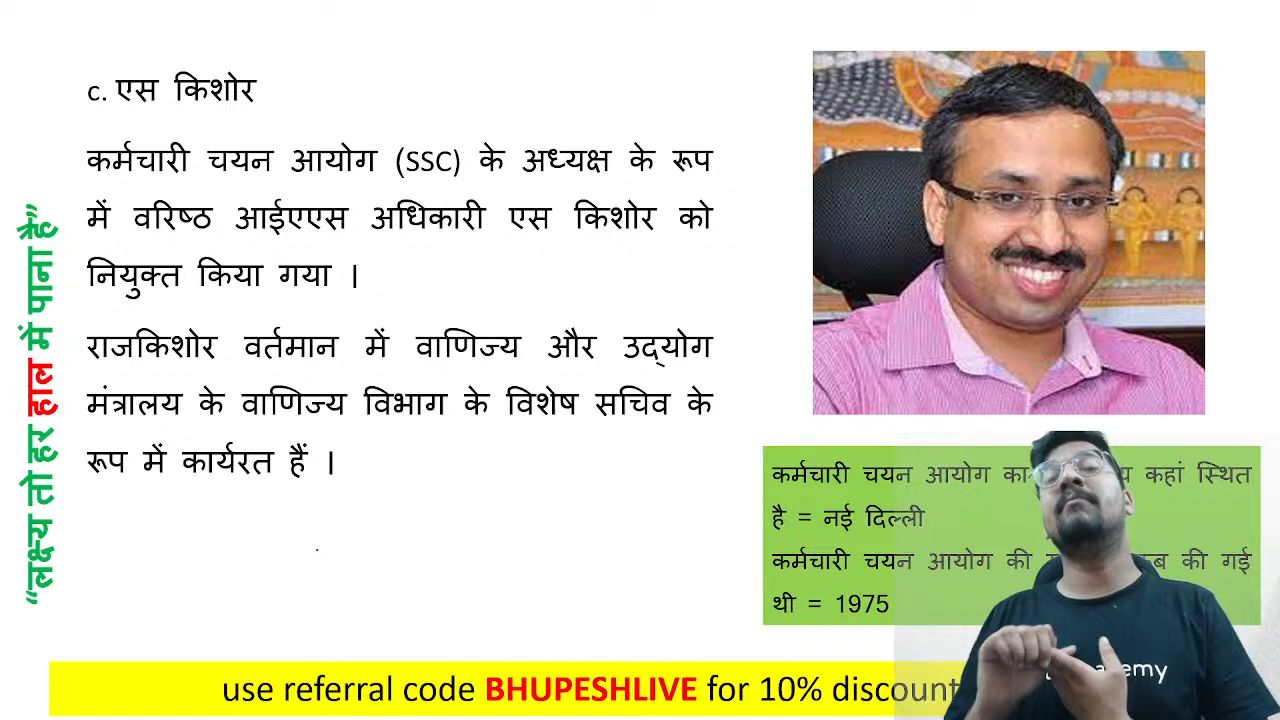 c. एस किशोर
कर्मचारी चयन आयोग (SSC) के अध्यक्ष के रूप
में वरिष्ठ आईएएस अधिकारी एस किशोर को
नियुक्त किया गया ।
राजकिशोर वर्तमान में वाणिज्य और उद्योग
मंत्रालय के वाणिज्य विभाग के विशेष सचिव के
रूप में कार्यरत हैं ।
"लक्ष्य तो हर हाल में पाना है"
कर्मचारी चयन आयोग कहां स्थित
है = नई दिल्ली
कर्मचारी चयन आयोग की की गई
थी = 1975
use referral code BHUPESHLIVE for 10% discount